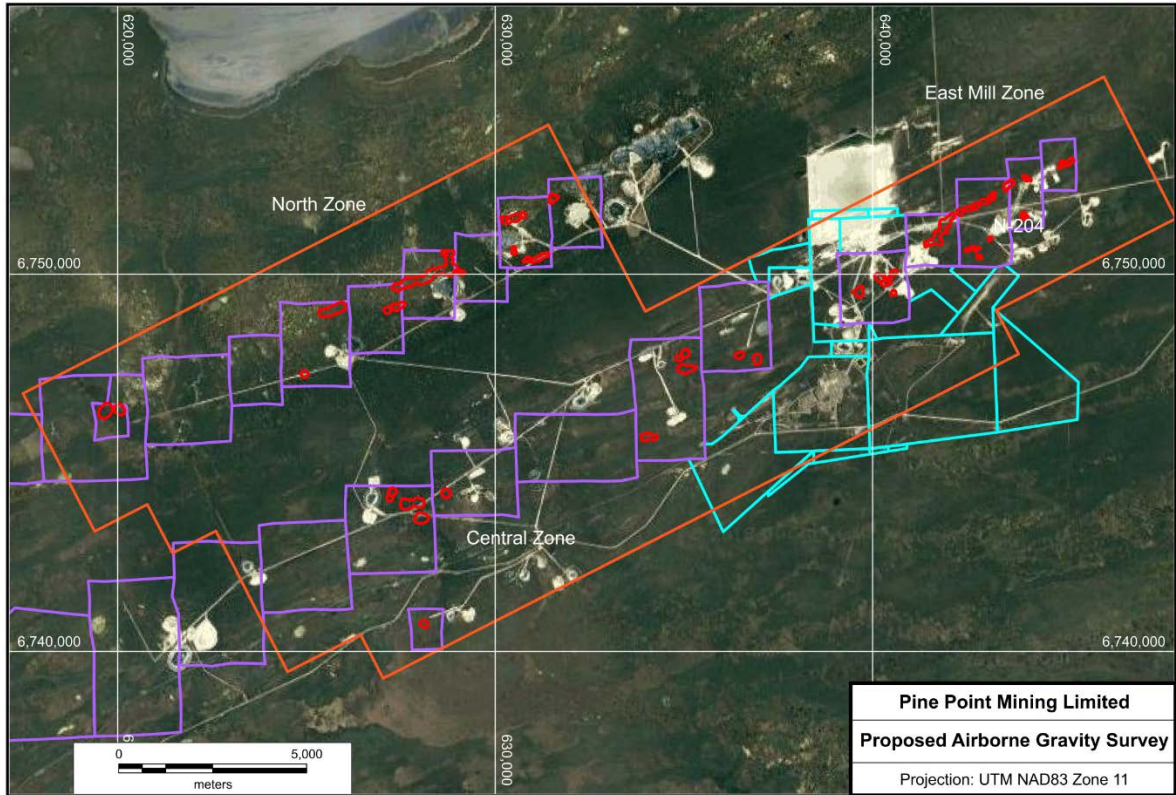 620,000
630,000
640,000
East Mill Zone
North Zone
N-204
6,750,000
6,750,000
Central Zone
6,740,000
6,740,000
6
630,000
0
5,000
meters
Pine Point Mining Limited
Proposed Airborne Gravity Survey
Projection: UTM NAD83 Zone 11